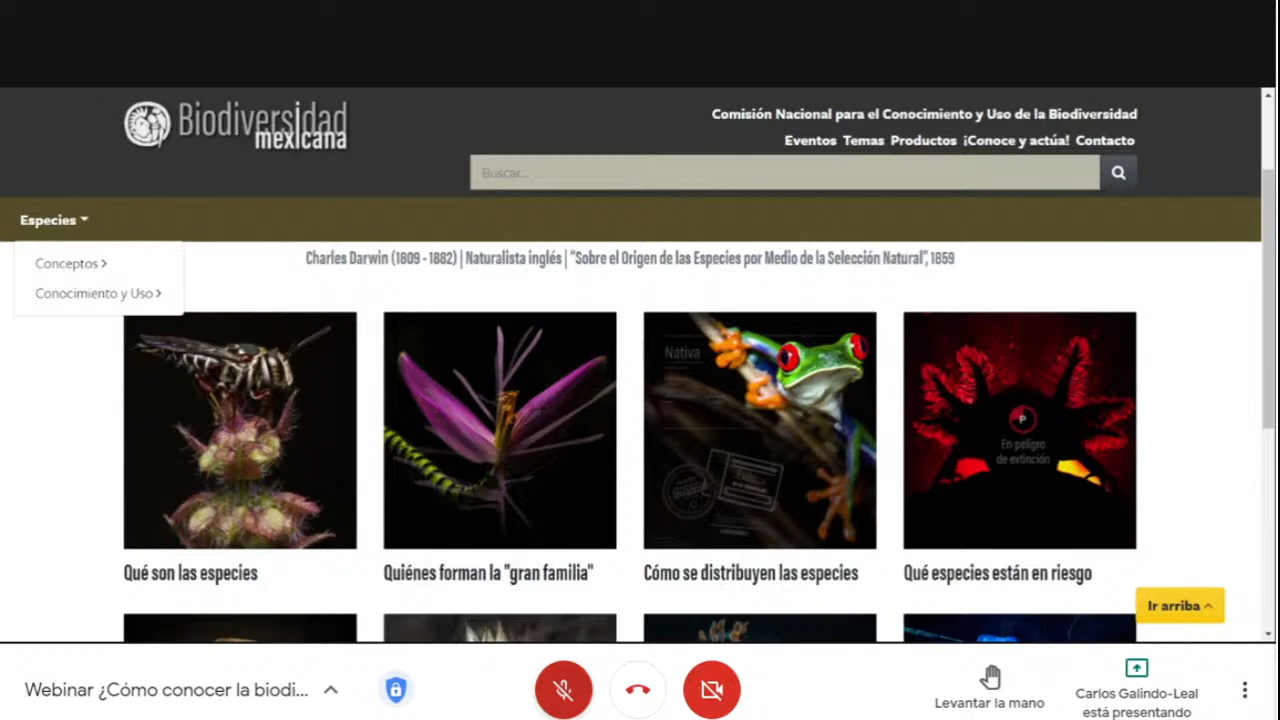 Biodiversidad
mexicana
Comisión Nacional para el Conocimiento y Uso de la Biodiversidad
Eventos Temas Productos ¡Conoce y actúa! Contacto
Buscar...
Especies
Conceptos
Conocimiento y Uso
Charles Darwin (1809 - 1882) | Naturalista inglés | "Sobre el Origen de las Especies por Medio de la Selección Natural", 1859
Nativa
P
En peligro
de extinción
Qué son las especies
Quiénes forman la "gran familia"
Cómo se distribuyen las especies
Qué especies están en riesgo
Ir arriba
Webinar ¿Cómo conocer la biodi...
Levantar la mano
Carlos Galindo-Leal
está presentando